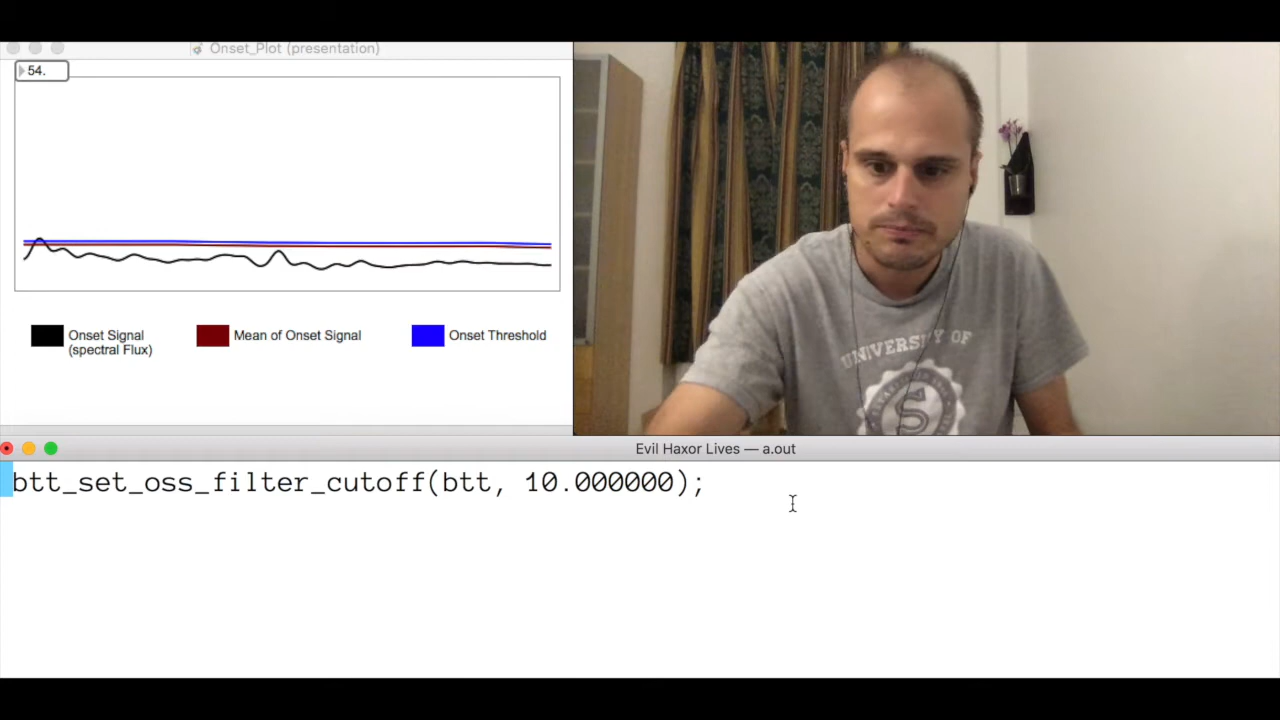 Onset_Plot (presentation)
54.
Onset Signal
(spectral Flux)
Mean of Onset Signal
Onset Threshold
UNIVERSITY OF
Evil Haxor Lives — a.out
btt_set_oss_filter_cutoff(btt, 10.000000);